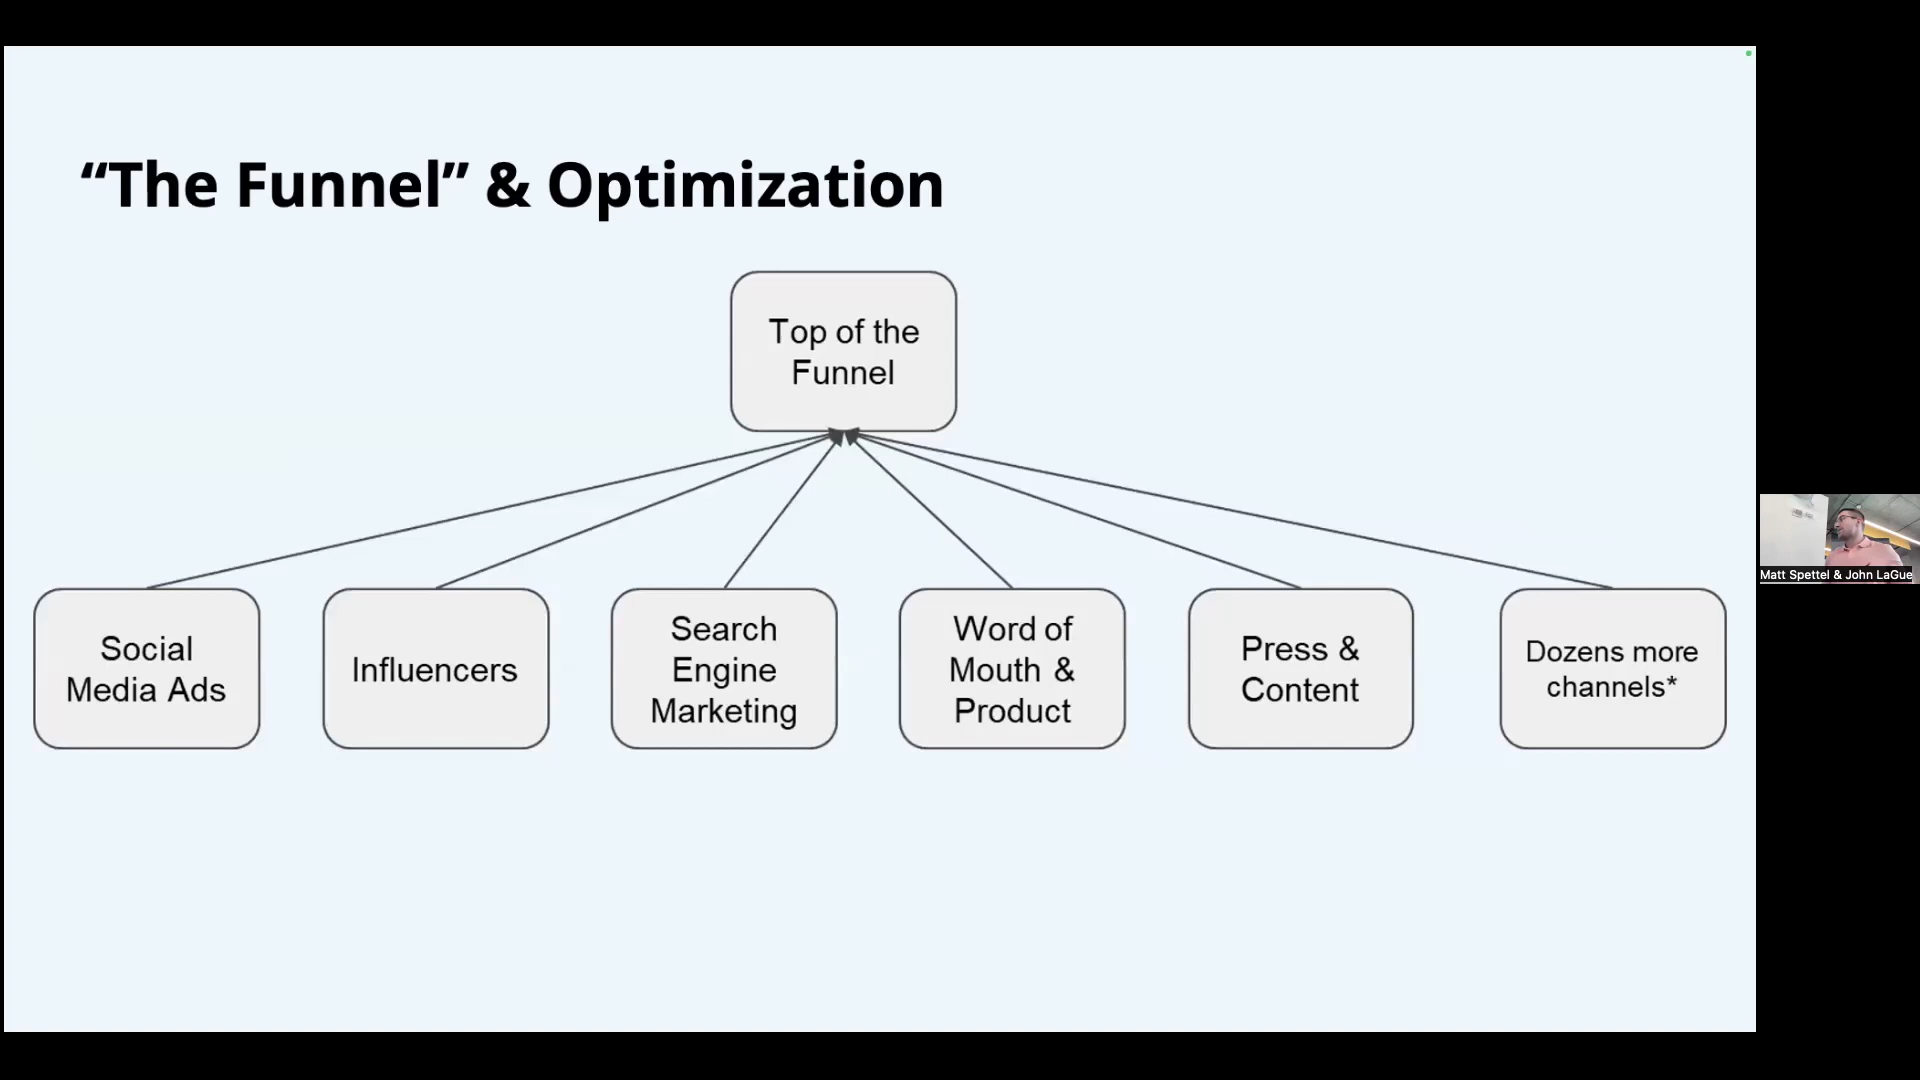 “The Funnel” & Optimization
Top of the
Funnel
Social
Media Ads
Influencers
Search
Engine
Marketing
Word of
Mouth &
Product
Press &
Content
Dozens more
channels*
Matt Spettel & John LaGue